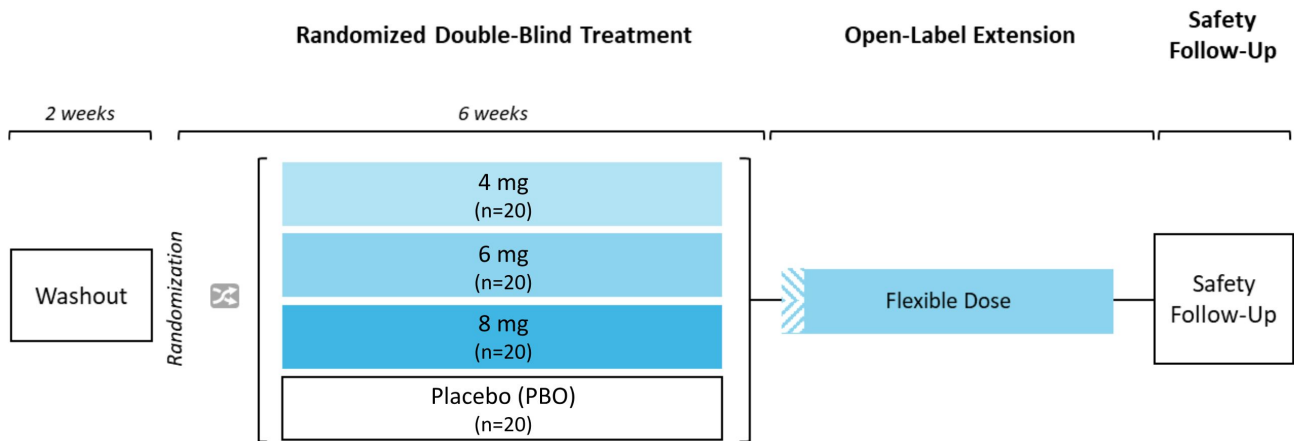 Randomized Double-Blind Treatment
Open-Label Extension
Safety
Follow-Up
2 weeks
6 weeks
Washout
Randomization
4 mg
(n=20)
6 mg
(n=20)
8 mg
(n=20)
Placebo (PBO)
(n=20)
Flexible Dose
Safety
Follow-Up